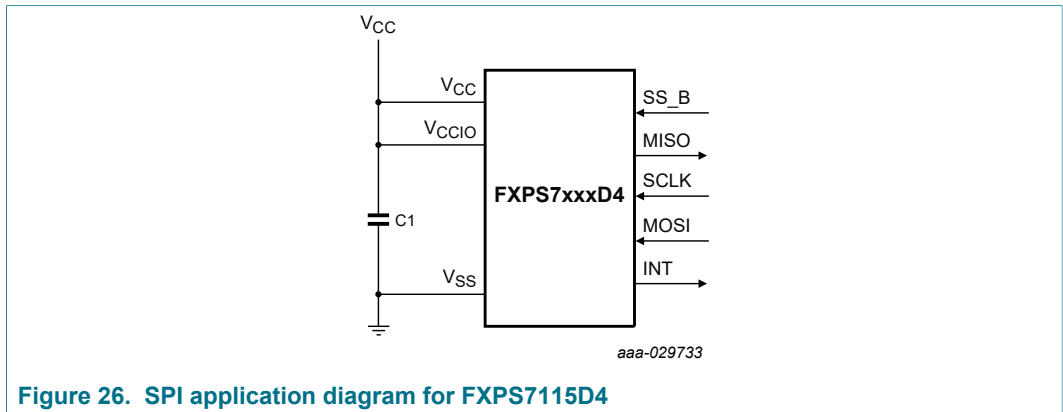 VCC
VCC
VCCIO
C1
VSS
FXPS7xxxD4
SS_B
MISO
SCLK
MOSI
INT
aaa-029733
Figure 26. SPI application diagram for FXPS7115D4